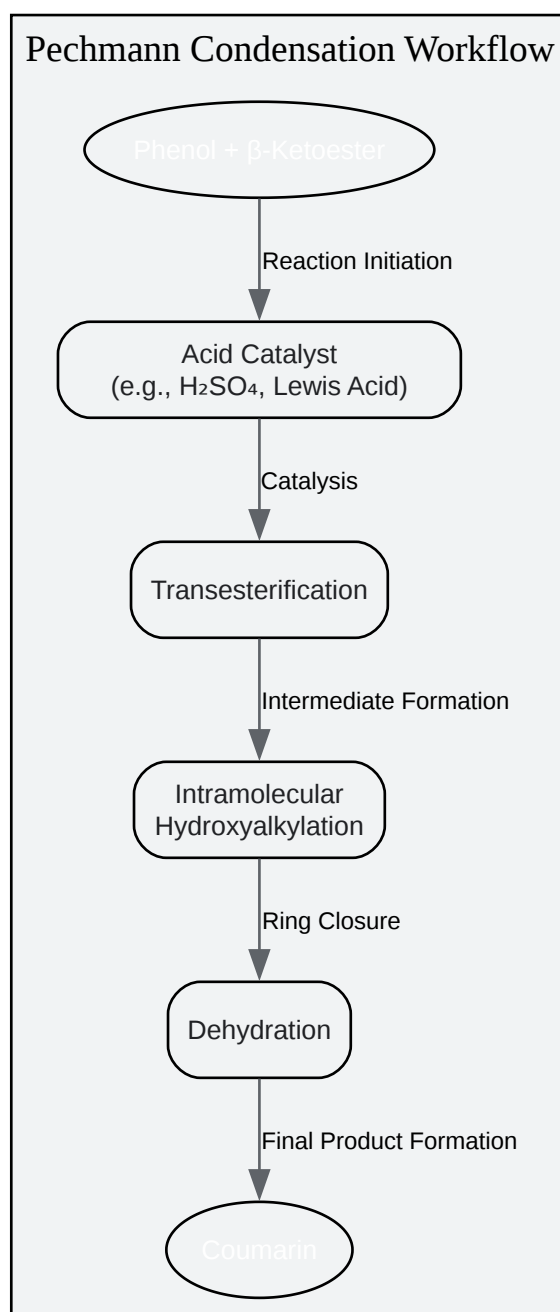 Pechmann Condensation Workflow
Phenol + β-Ketoester
Reaction Initiation
Acid Catalyst
(e.g., H₂SO₄, Lewis Acid)
Catalysis
Transesterification
Intermediate Formation
Intramolecular
Hydroxyalkylation
Ring Closure
Dehydration
Final Product Formation
Coumarin